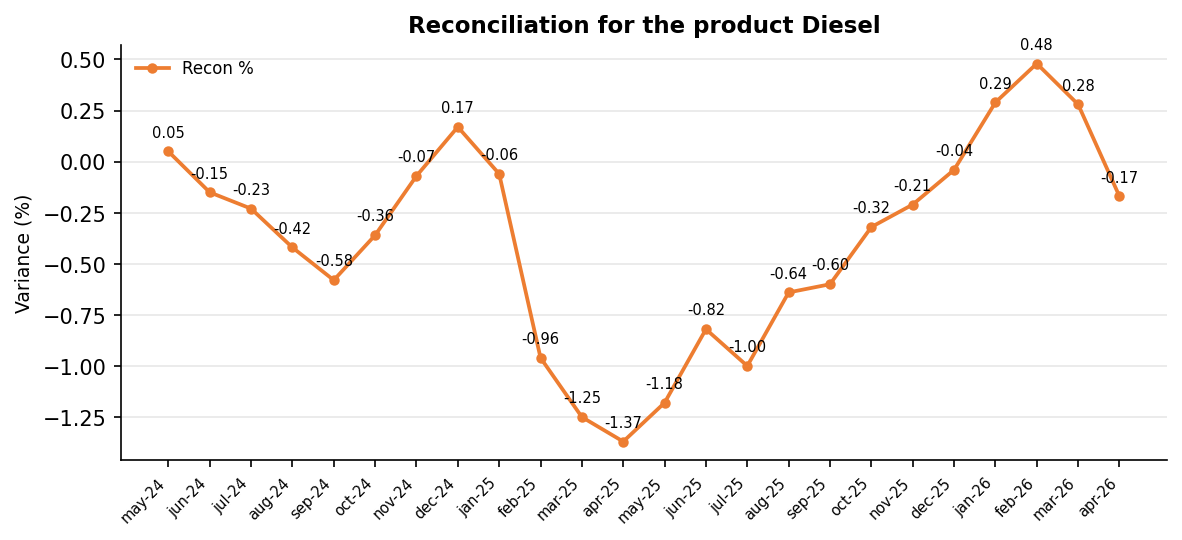 Reconciliation for the product Diesel
Recon %
Variance (%)
0.50
0.25
0.00
−0.25
−0.50
−0.75
−1.00
−1.25
0.05
-0.15
-0.23
-0.42
-0.58
-0.36
-0.07
0.17
-0.06
-0.96
-1.25
-1.37
-1.18
-0.82
-1.00
-0.64
-0.60
-0.32
-0.21
-0.04
0.29
0.48
0.28
-0.17
may-24
jun-24
jul-24
aug-24
sep-24
oct-24
nov-24
dec-24
jan-25
feb-25
mar-25
apr-25
may-25
jun-25
jul-25
aug-25
sep-25
oct-25
nov-25
dec-25
jan-26
feb-26
mar-26
apr-26